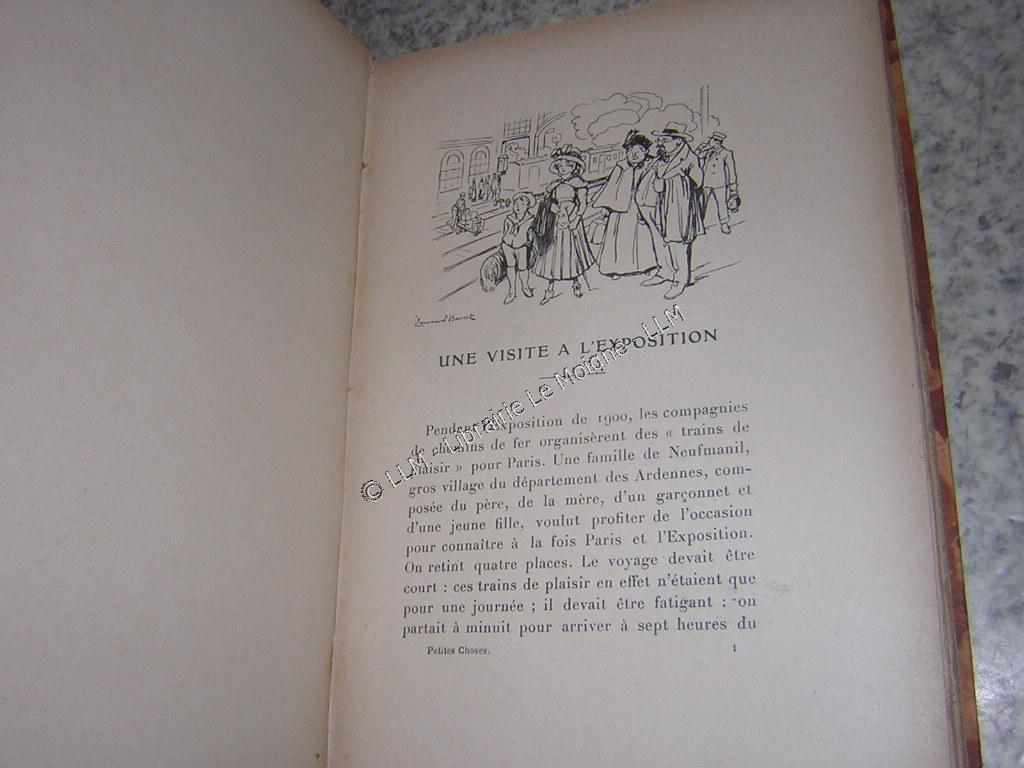 UNE VISITE A L'EXPOSITION
Pendant l'Exposition de 1900, les compagnies
de chemins de fer organisèrent des « trains de
plaisir » pour Paris. Une famille de Neufmanil,
gros village du département des Ardennes, com-
posée du père, de la mère, d'un garçonnet et
d'une jeune fille, voulut profiter de l'occasion
pour connaître à la fois Paris et l'Exposition.
On retint quatre places. Le voyage devait être
court : ces trains de plaisir en effet n'étaient que
pour une journée ; il devait être fatigant : on
partait à minuit pour arriver à sept heures du
Petites Choses. 1
© LLM - Librairie Le Moigne - LLM